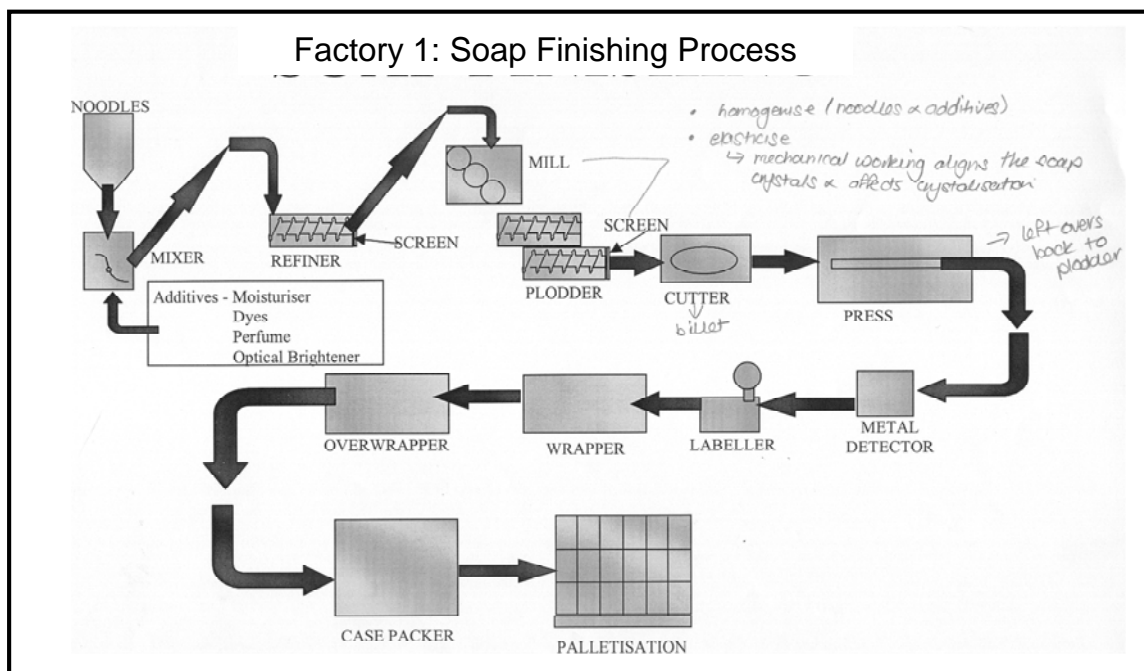 Factory 1: Soap Finishing Process
NOODLES
• homogenise (noodles & additives)
• elasticise
↳ mechanical working aligns the soap
crystals & affects crystalisation
MILL
MIXER
REFINER
SCREEN
SCREEN
PLODDER
CUTTER
billet
PRESS
→ left overs
back to
plodder
Additives - Moisturiser
Dyes
Perfume
Optical Brightener
OVERWRAPPER
WRAPPER
LABELLER
METAL
DETECTOR
CASE PACKER
PALLETISATION